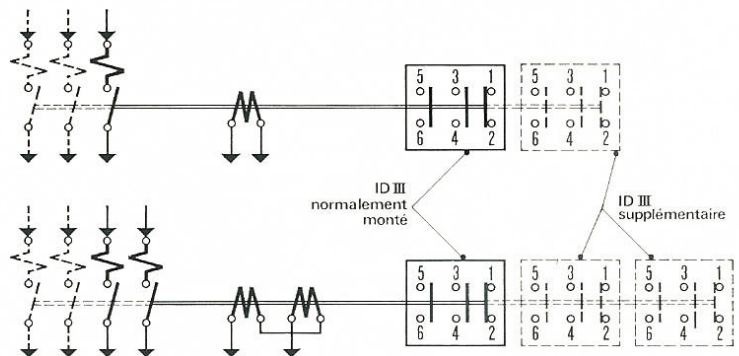 5 3 1 5 3 1
6 4 2 6 4 2
ID III
normalement
monté
ID III
supplémentaire
5 3 1 5 3 1 5 3 1
6 4 2 6 4 2 6 4 2